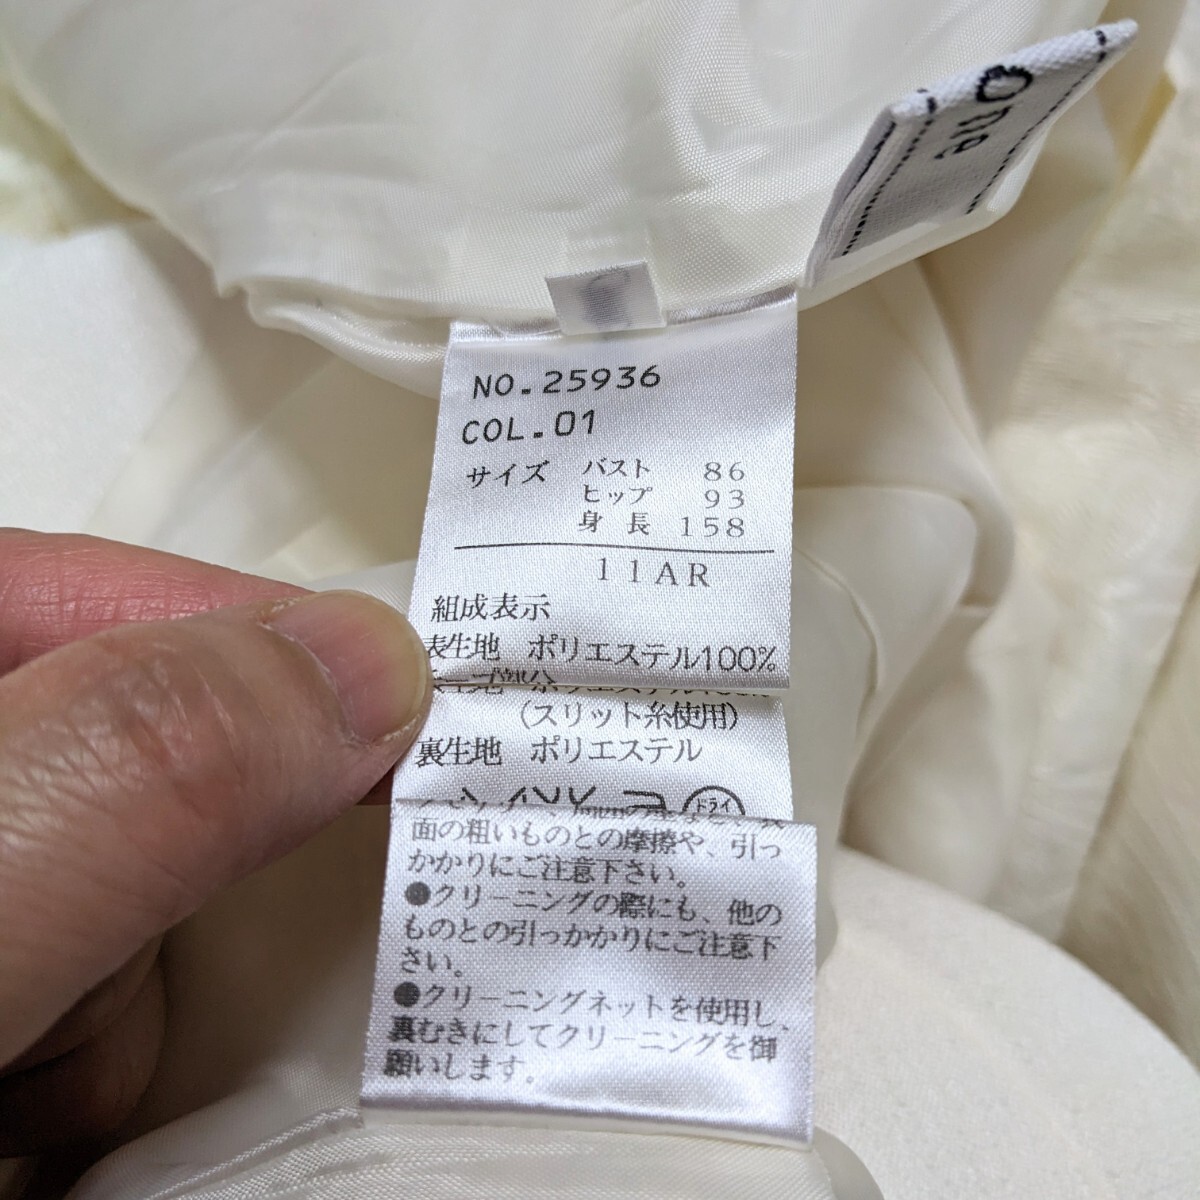 NO.25936
COL.01
サイズ バスト 86
ヒップ 93
身長 158
11AR
組成表示
表生地 ポリエステル100%
(スリット糸使用)
裏生地 ポリエステル
ドライ
面の粗いものとの摩擦や、引っ
かかりにご注意下さい。
●クリーニングの際にも、他の
ものとの引っかかりにご注意下
さい。
●クリーニングネットを使用し、
裏むきにしてクリーニングを御
願いします。